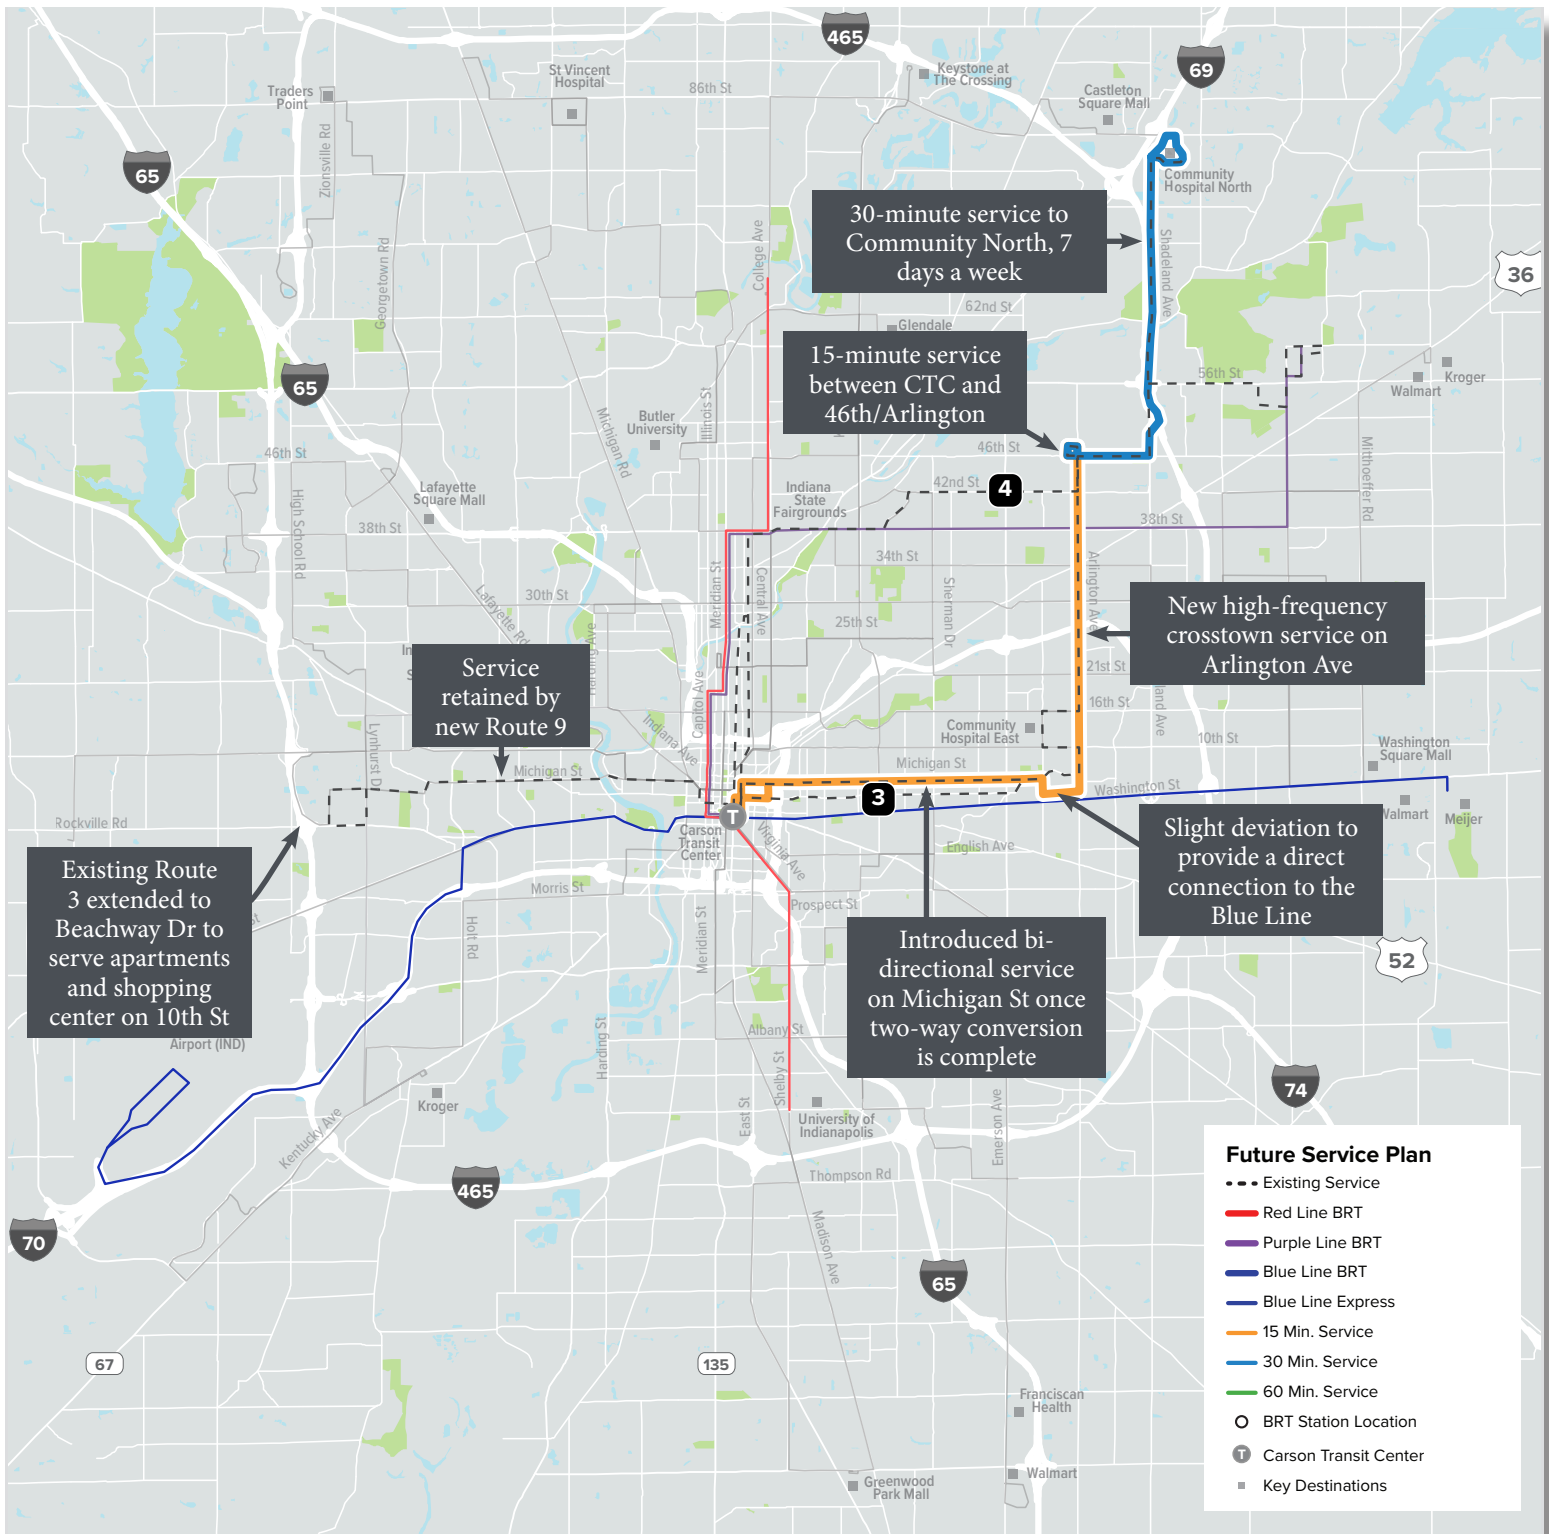 465
69
St Vincent
Hospital
Keystone at
The Crossing
Traders
Point
86th St
Castleton
Square Mall
Zionsville Rd
65
Community
Hospital North
30-minute service to
Community North, 7
days a week
College Ave
Shadeland Ave
Georgetown Rd
36
62nd St
Glendale
15-minute service
between CTC and
46th/Arlington
65
56th St
Kroger
Walmart
Illinois St
Butler
University
Michigan Rd
46th St
46th St
Mitthoeffer Rd
42nd St
4
Lafayette
Square Mall
Indiana
State
Fairgrounds
High School Rd
38th St
38th St
34th St
Meridian St
Central Ave
Sherman Dr
Arlington Ave
30th St
Lafayette Rd
New high-frequency
crosstown service on
Arlington Ave
25th St
Harding Ave
Service
retained by
new Route 9
21st St
16th St
Capitol Ave
Indiana Ave
Community
Hospital East
10th St
Washington
Square Mall
Lynhurst Dr
Michigan St
Michigan St
Washington St
3
Rockville Rd
T
Carson
Transit
Center
Virginia Ave
Walmart
Meijer
Slight deviation to
provide a direct
connection to the
Blue Line
English Ave
Existing Route
3 extended to
Beachway Dr to
serve apartments
and shopping
center on 10th St
Morris St
Prospect St
Holt Rd
Meridian St
Introduced bi-
directional service
on Michigan St once
two-way conversion
is complete
52
Airport (IND)
Harding St
Albany St
Shelby St
Kroger
74
East St
University of
Indianapolis
Emerson Ave
Kentucky Ave
465
Thompson Rd
70
Madison Ave
65
67
135
Franciscan
Health
Walmart
Greenwood
Park Mall
Future Service Plan
Existing Service
Red Line BRT
Purple Line BRT
Blue Line BRT
Blue Line Express
15 Min. Service
30 Min. Service
60 Min. Service
BRT Station Location
T Carson Transit Center
Key Destinations